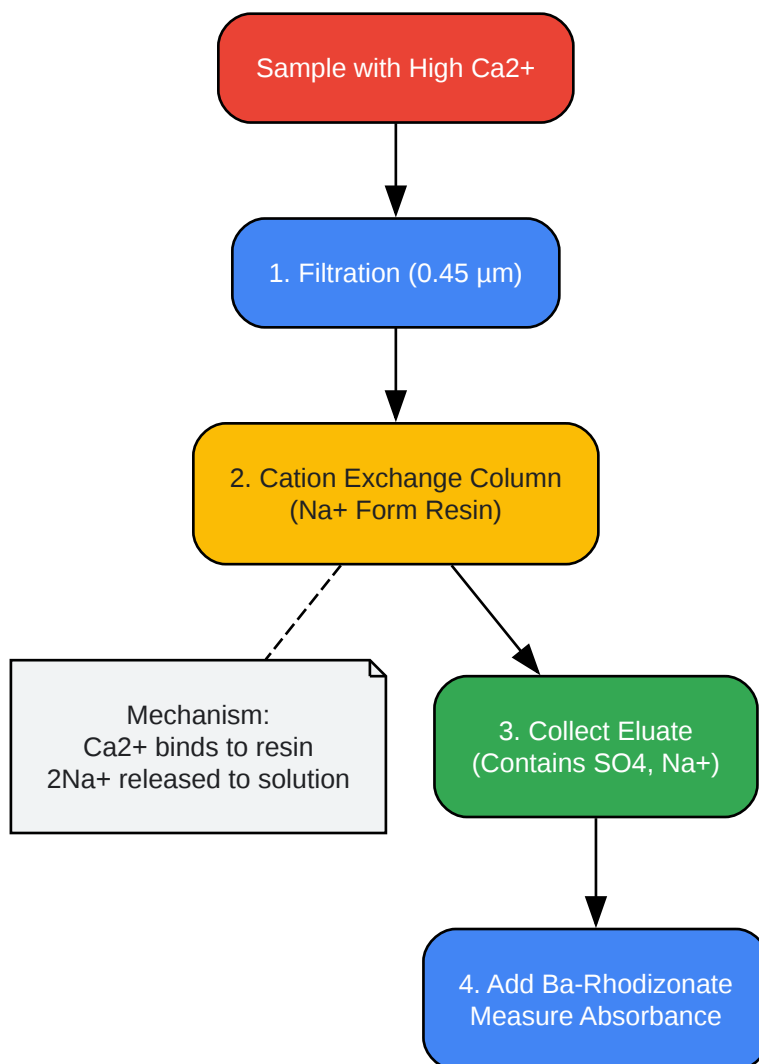 Sample with High Ca2+
1. Filtration (0.45 µm)
2. Cation Exchange Column
(Na+ Form Resin)
Mechanism:
Ca2+ binds to resin
2Na+ released to solution
3. Collect Eluate
(Contains SO4, Na+)
4. Add Ba-Rhodizonate
Measure Absorbance